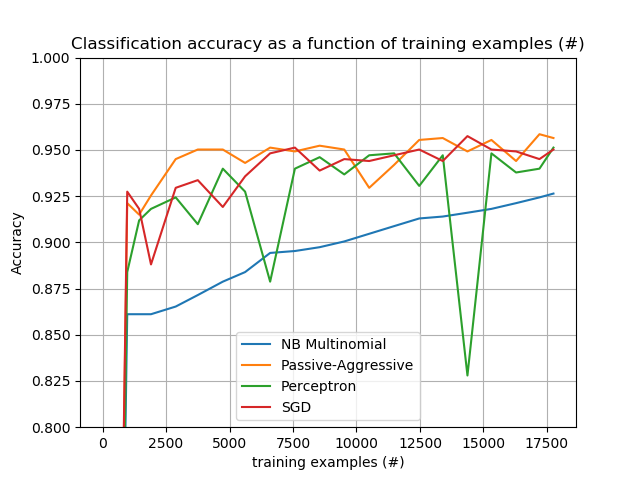 Classification accuracy as a function of training examples (#)
1.000
0.975
0.950
0.925
0.900
0.875
0.850
0.825
0.800
Accuracy
NB Multinomial
Passive-Aggressive
Perceptron
SGD
0 2500 5000 7500 10000 12500 15000 17500
training examples (#)